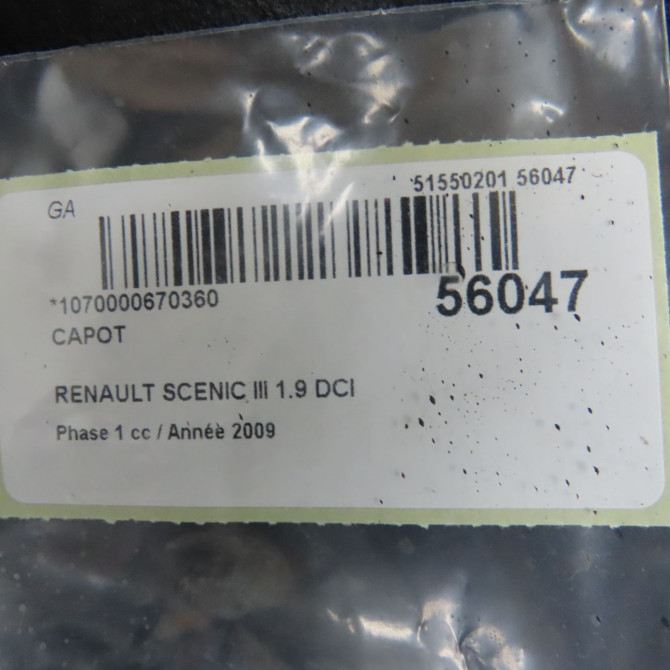 GA
51550201 56047
*1070000670360
56047
CAPOT
RENAULT SCENIC III 1.9 DCI
Phase 1 cc / Année 2009